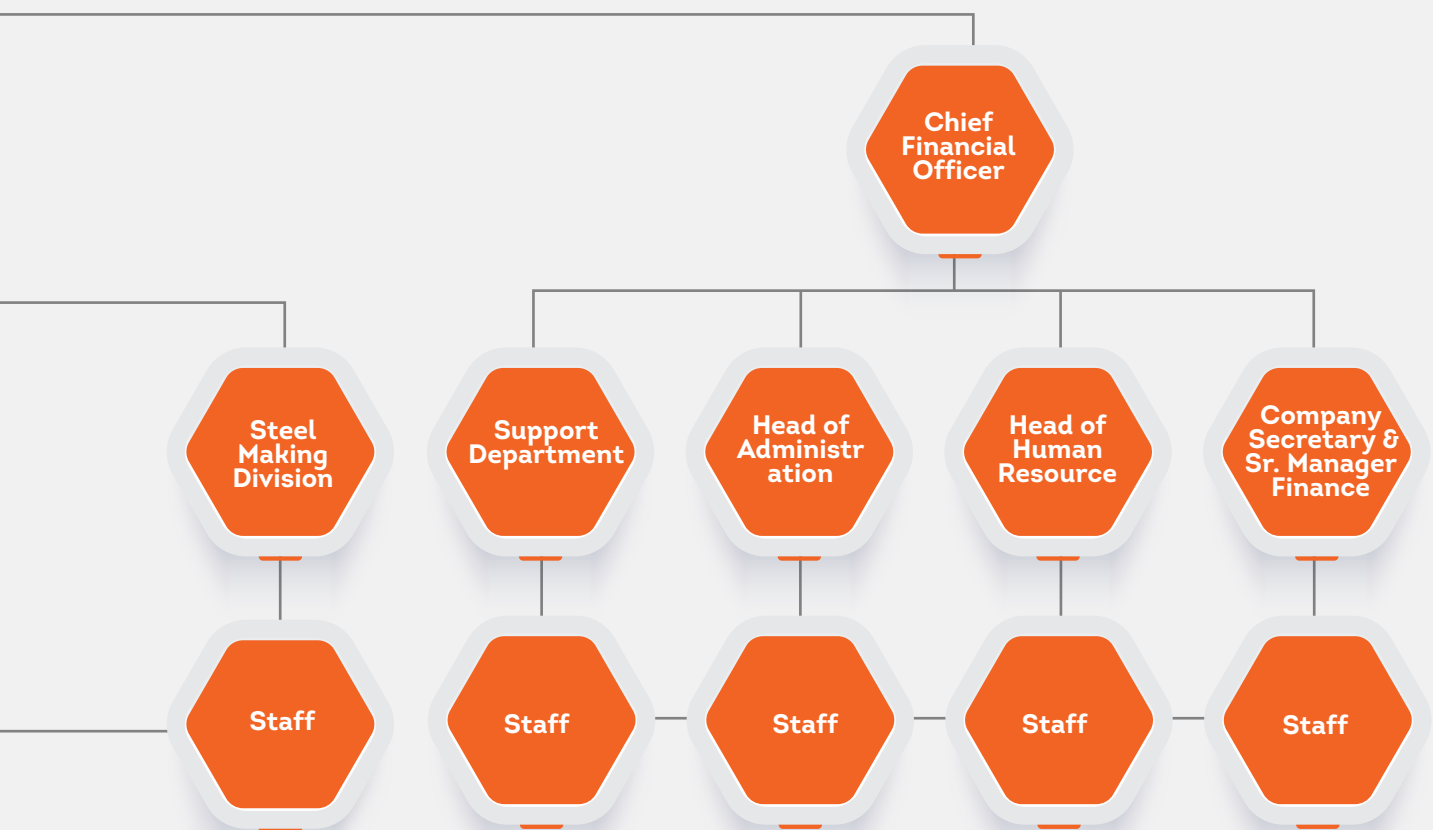 Chief
Financial
Officer
Steel
Making
Division
Support
Department
Head of
Administr
ation
Head of
Human
Resource
Company
Secretary &
Sr. Manager
Finance
Staff
Staff
Staff
Staff
Staff